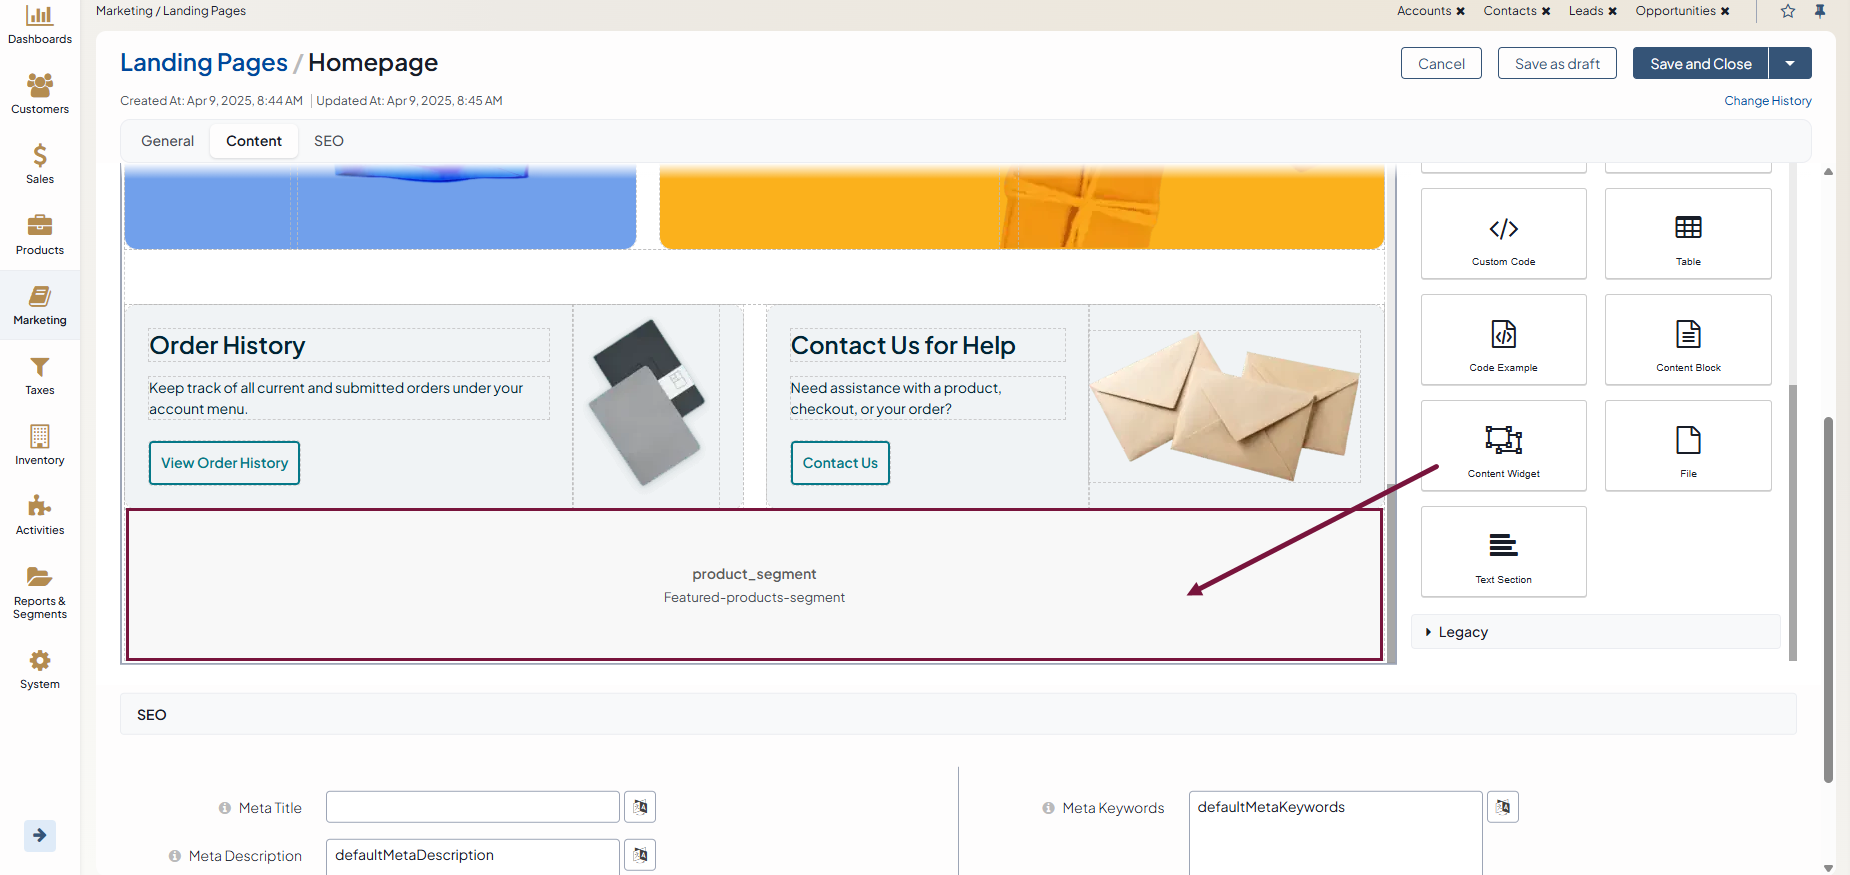 Marketing / Landing Pages
Accounts ✖ Contacts ✖ Leads ✖ Opportunities ✖
Dashboards
Customers
Sales
Products
Marketing
Taxes
Inventory
Activities
Reports &
Segments
System
Landing Pages / Homepage
Cancel
Save as draft
Save and Close
Created At: Apr 9, 2025, 8:44 AM | Updated At: Apr 9, 2025, 8:45 AM
Change History
General
Content
SEO
Order History
Keep track of all current and submitted orders under your
account menu.
View Order History
Contact Us for Help
Need assistance with a product,
checkout, or your order?
Contact Us
product_segment
Featured-products-segment
Custom Code
Table
Code Example
Content Block
Content Widget
File
Text Section
Legacy
SEO
Meta Title
Meta Description
defaultMetaDescription
Meta Keywords
defaultMetaKeywords